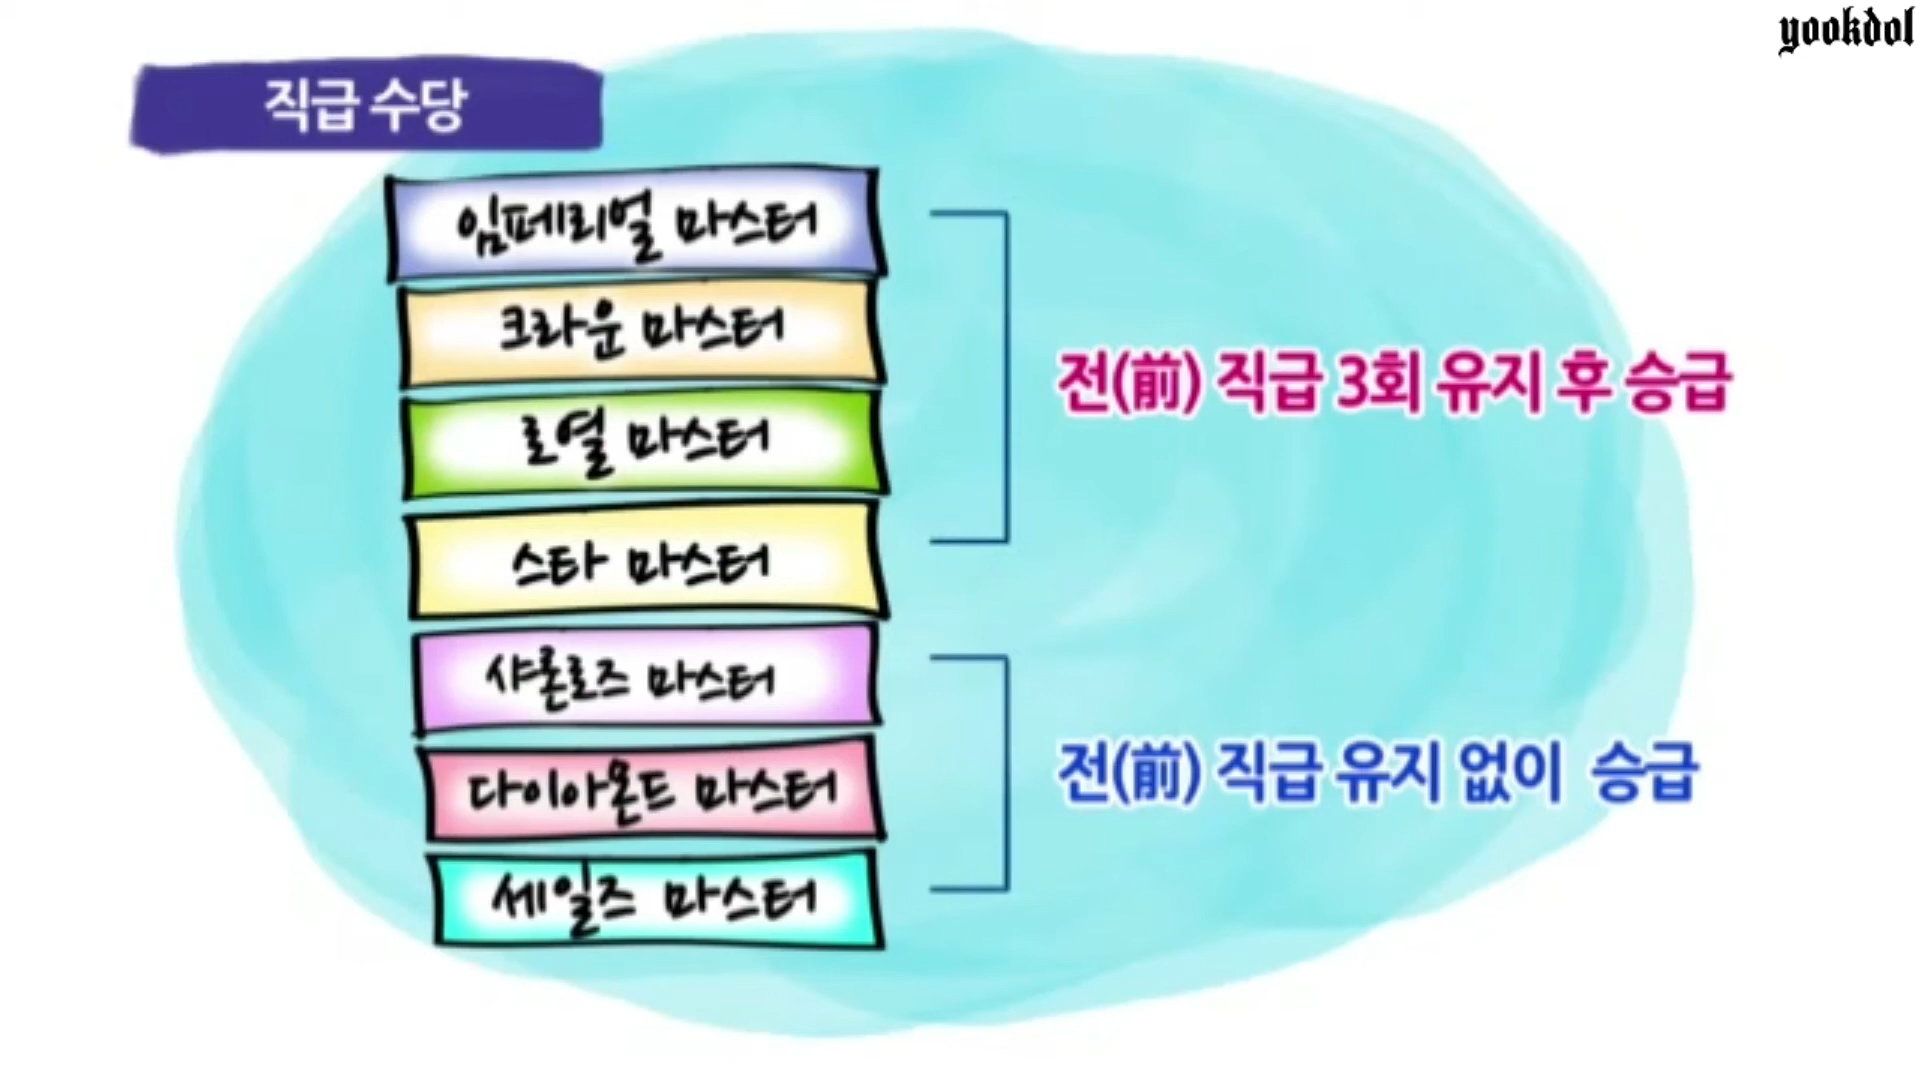 yookdol
직급 수당
임페리얼 마스터
크라운 마스터
로열 마스터
스타 마스터
전(前) 직급 3회 유지 후 승급
샤론로즈 마스터
다이아몬드 마스터
세일즈 마스터
전(前) 직급 유지 없이 승급